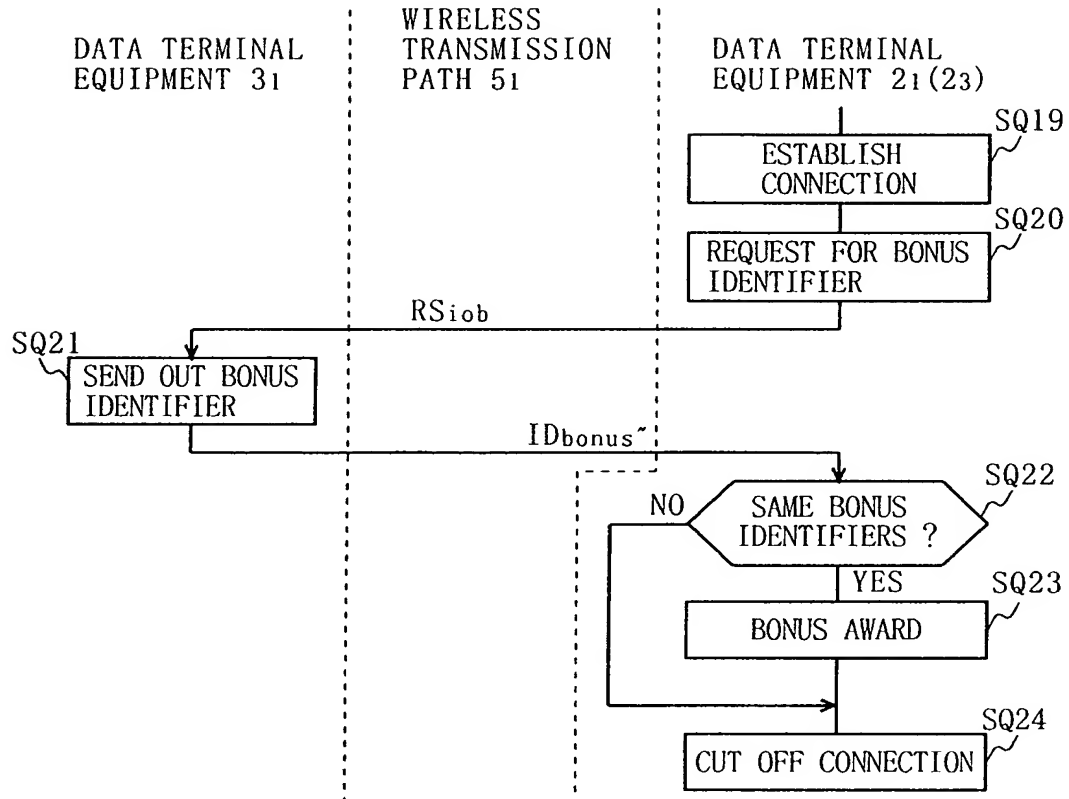 DATA TERMINAL
EQUIPMENT 31
WIRELESS
TRANSMISSION
PATH 51
DATA TERMINAL
EQUIPMENT 21(23)
SQ19
ESTABLISH
CONNECTION
SQ20
REQUEST FOR BONUS
IDENTIFIER
RSiob
SQ21
SEND OUT BONUS
IDENTIFIER
IDbonus~
SQ22
NO
SAME BONUS
IDENTIFIERS ?
YES
SQ23
BONUS AWARD
SQ24
CUT OFF CONNECTION